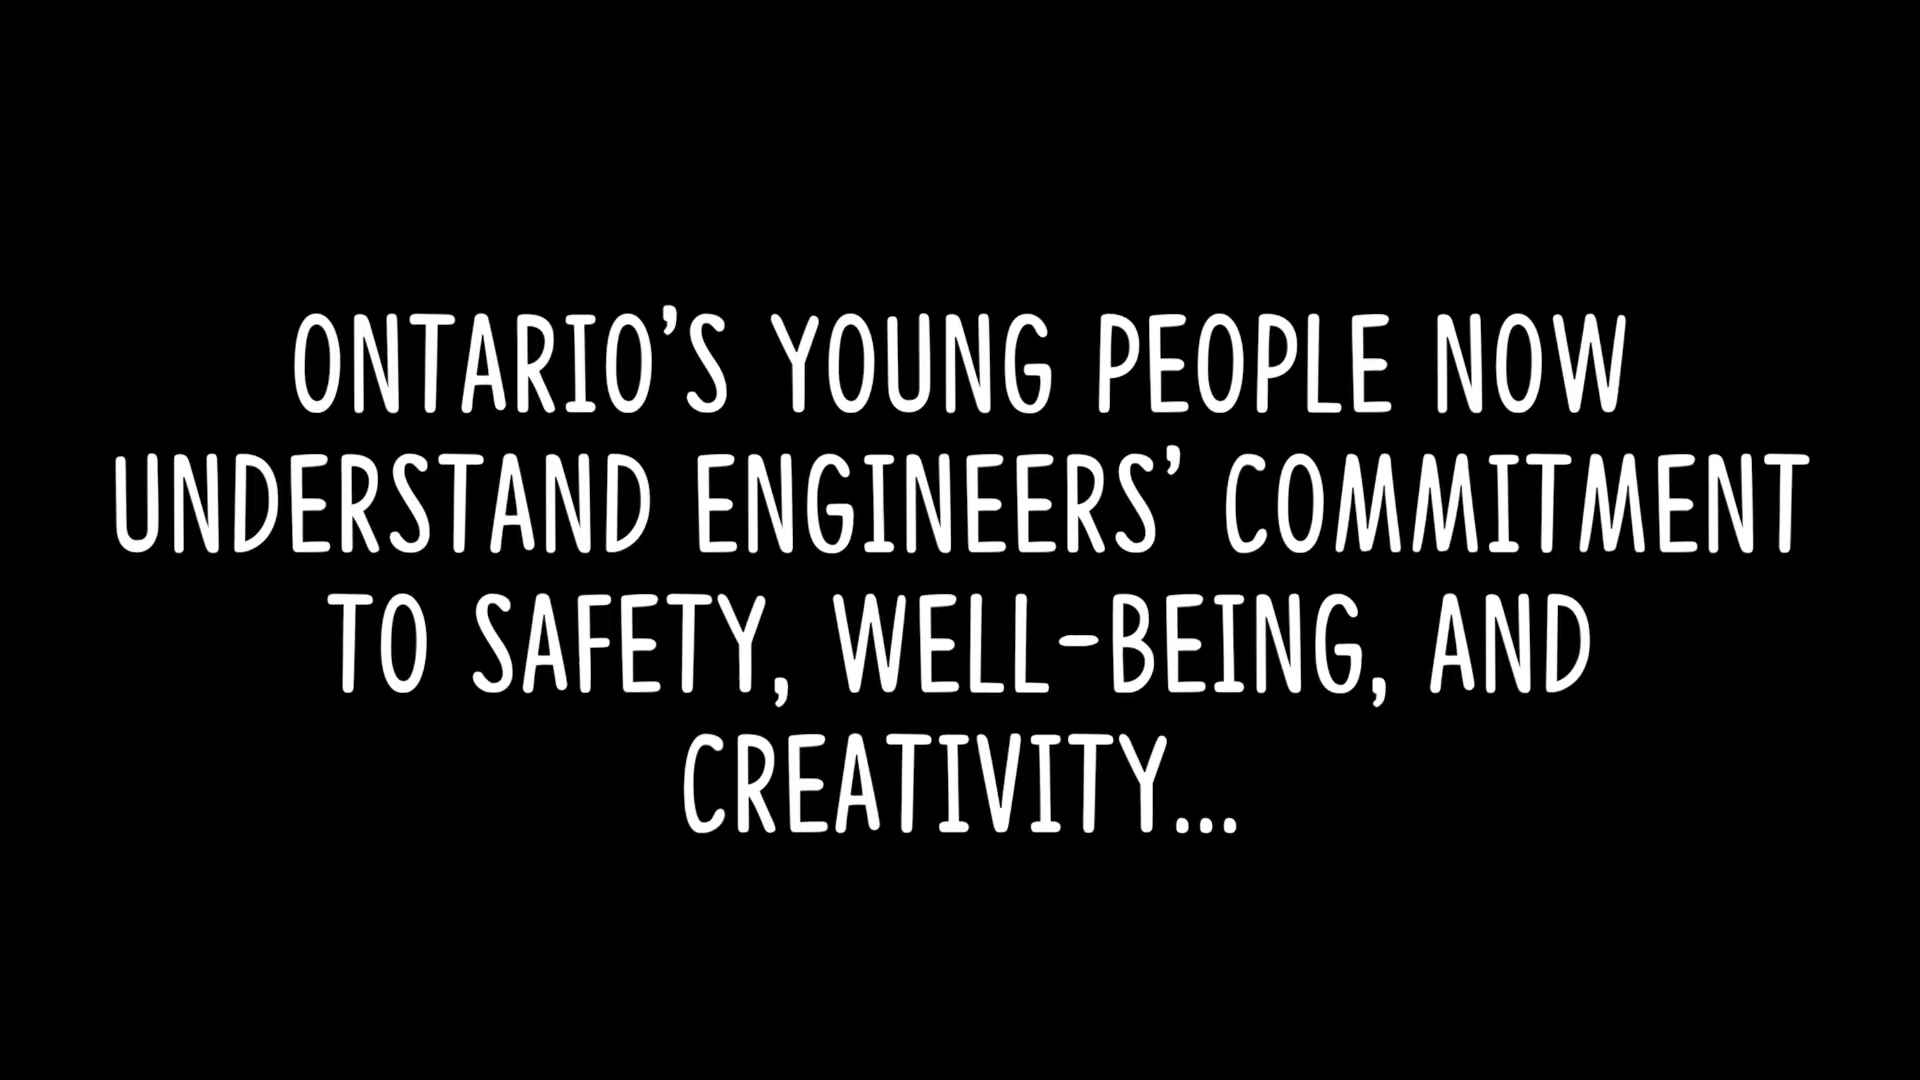 ONTARIO’S YOUNG PEOPLE NOW
UNDERSTAND ENGINEERS’ COMMITMENT
TO SAFETY, WELL-BEING, AND
CREATIVITY...